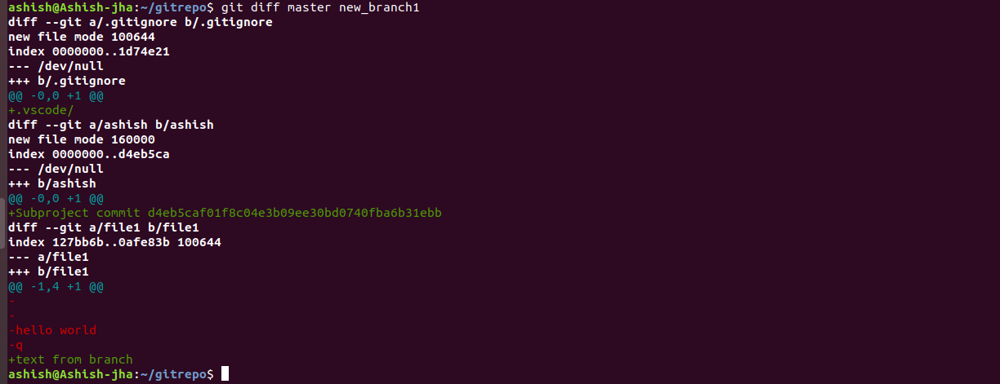 ashish@Ashish-jha:~/gitrepo$ git diff master new_branch1
diff --git a/.gitignore b/.gitignore
new file mode 100644
index 0000000..1d74e21
--- /dev/null
+++ b/.gitignore
@@ -0,0 +1 @@
+.vscode/
diff --git a/ashish b/ashish
new file mode 160000
index 0000000..d4eb5ca
--- /dev/null
+++ b/ashish
@@ -0,0 +1 @@
+Subproject commit d4eb5caf01f8c04e3b09ee30bd0740fba6b31ebb
diff --git a/file1 b/file1
index 127bb6b..0afe83b 100644
--- a/file1
+++ b/file1
@@ -1,4 +1 @@
-
-
-hello world
-q
+text from branch
ashish@Ashish-jha:~/gitrepo$